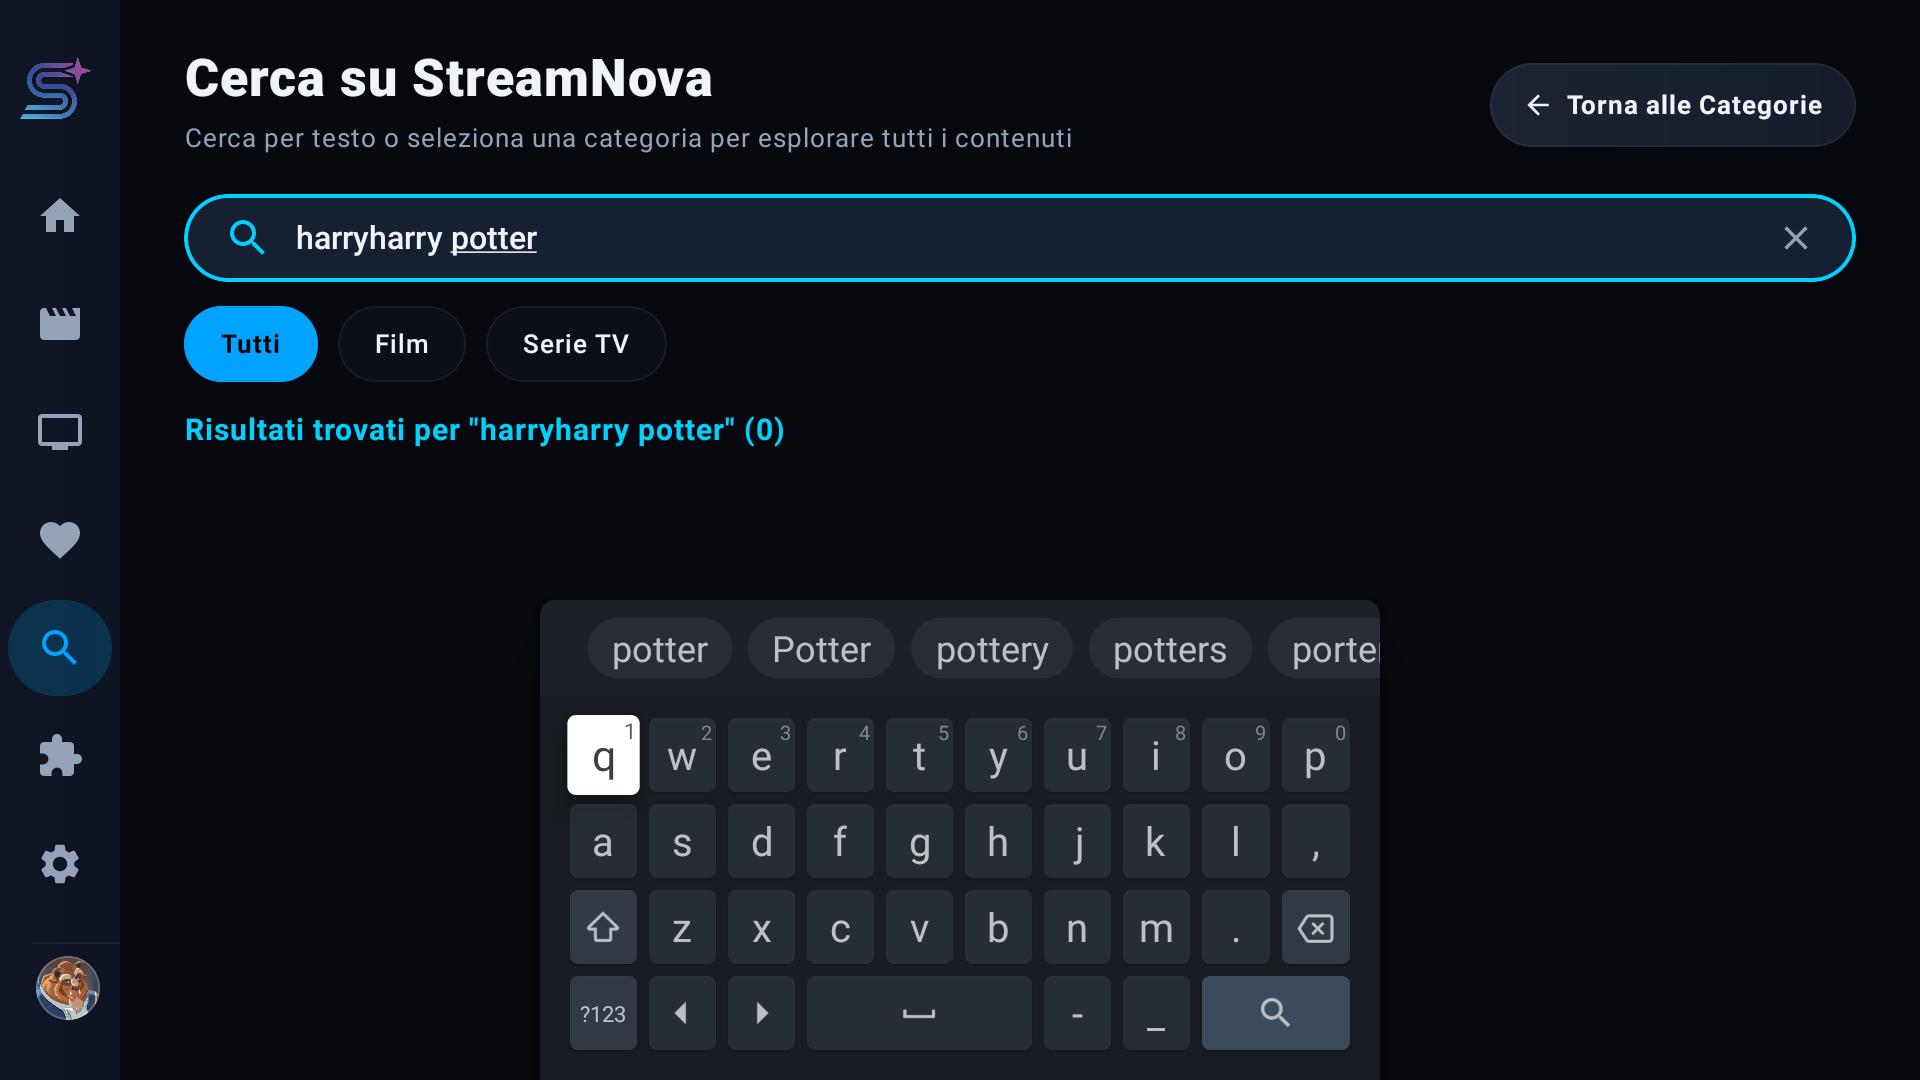 Cerca su StreamNova
Cerca per testo o seleziona una categoria per esplorare tutti i contenuti
Torna alle Categorie
harryharry potter
Tutti Film Serie TV
Risultati trovati per "harryharry potter" (0)
potter Potter pottery potters porter
q 1 w 2 e 3 r 4 t 5 y 6 u 7 i 8 o 9 p 0
a s d f g h j k l ,
z x c v b n m .
?123 - _